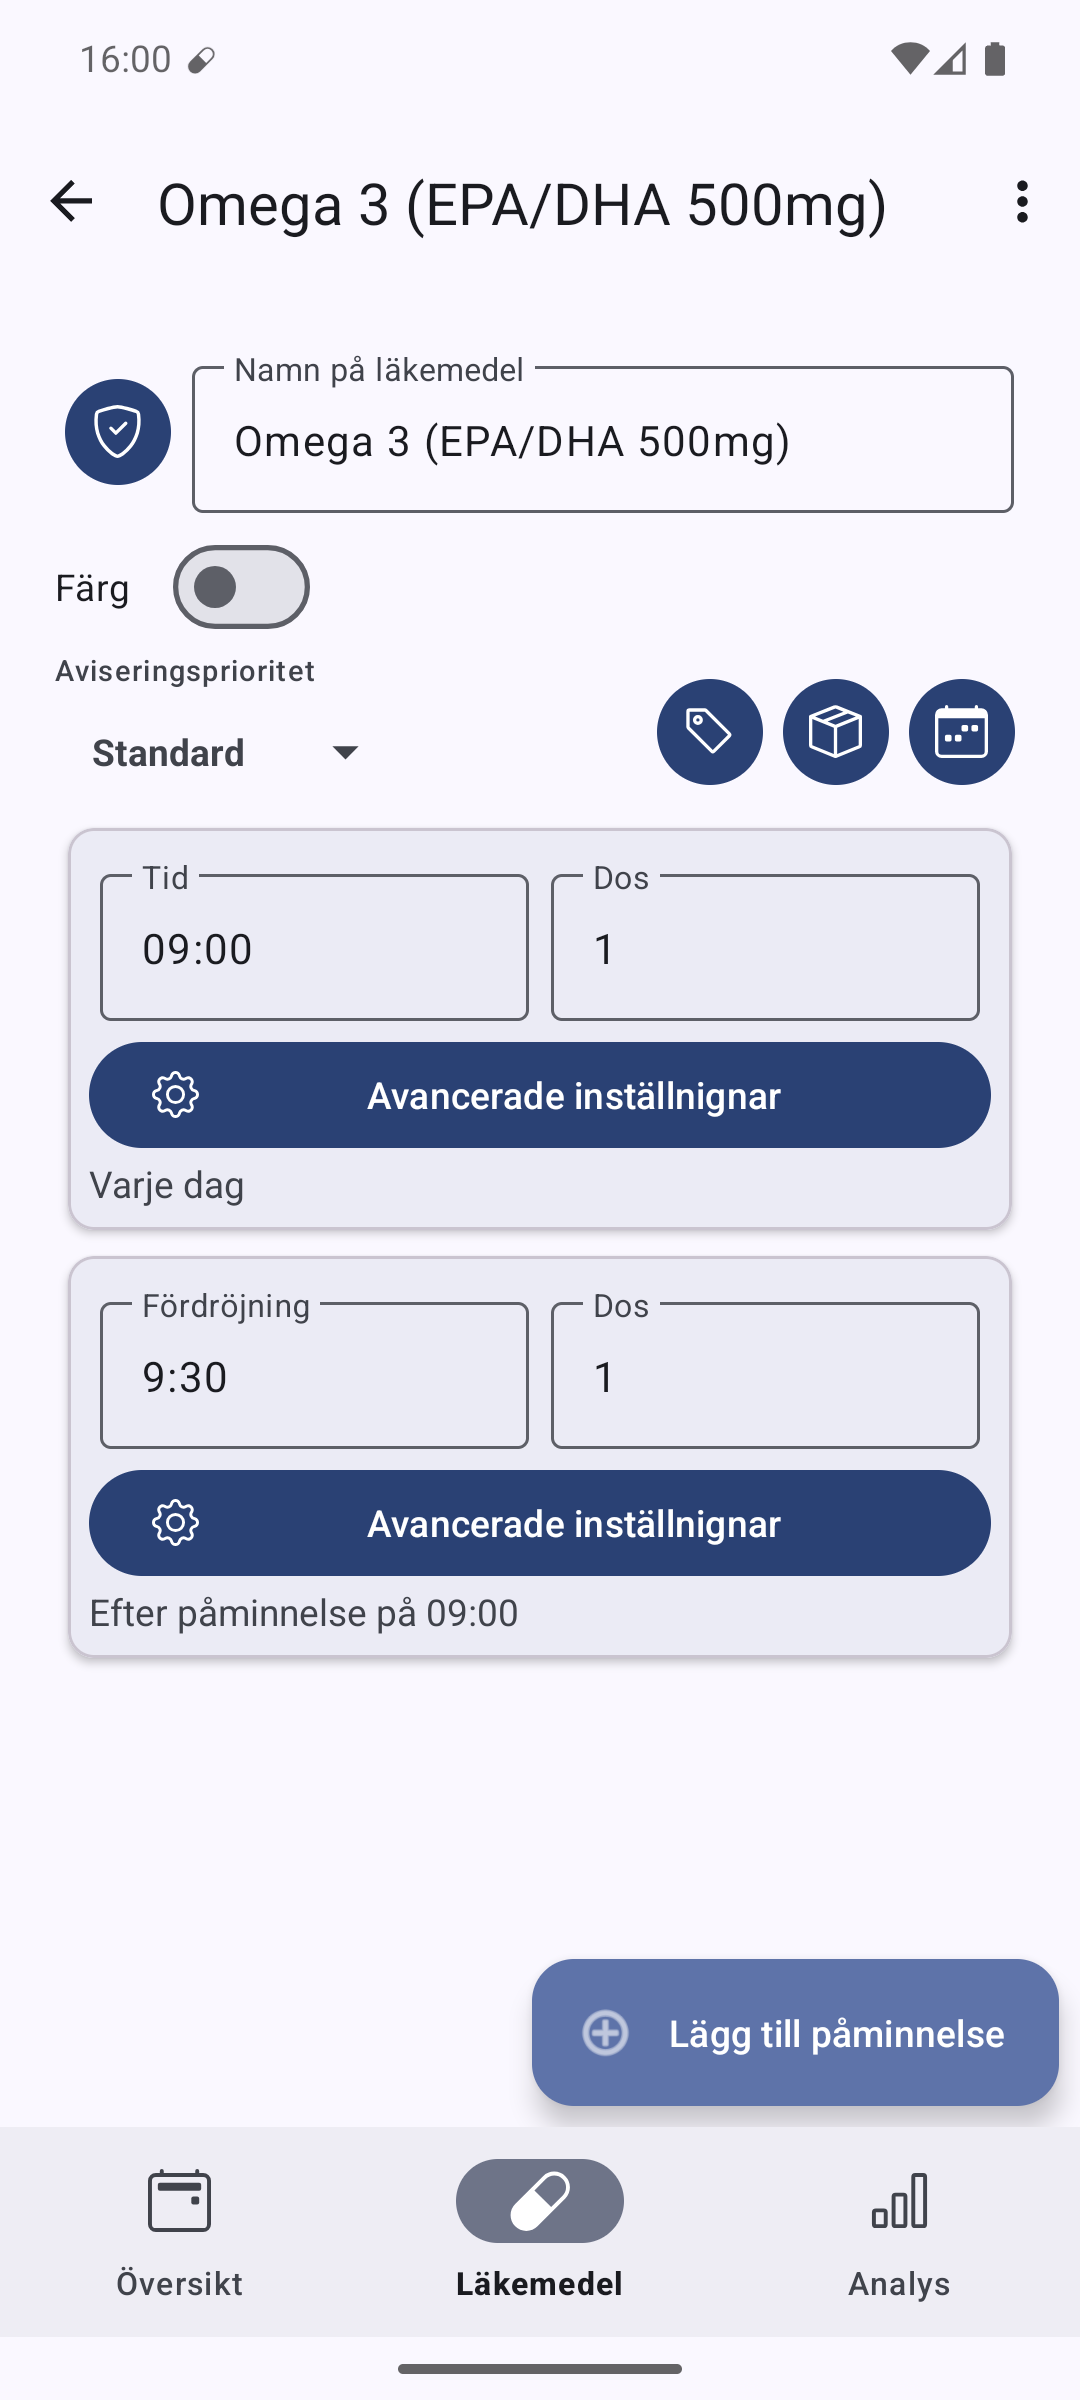 16:00
Omega 3 (EPA/DHA 500mg)
Namn på läkemedel
Omega 3 (EPA/DHA 500mg)
Färg
Aviseringsprioritet
Standard
Tid
09:00
Dos
1
Avancerade inställnignar
Varje dag
Fördröjning
9:30
Dos
1
Avancerade inställnignar
Efter påminnelse på 09:00
Lägg till påminnelse
Översikt
Läkemedel
Analys